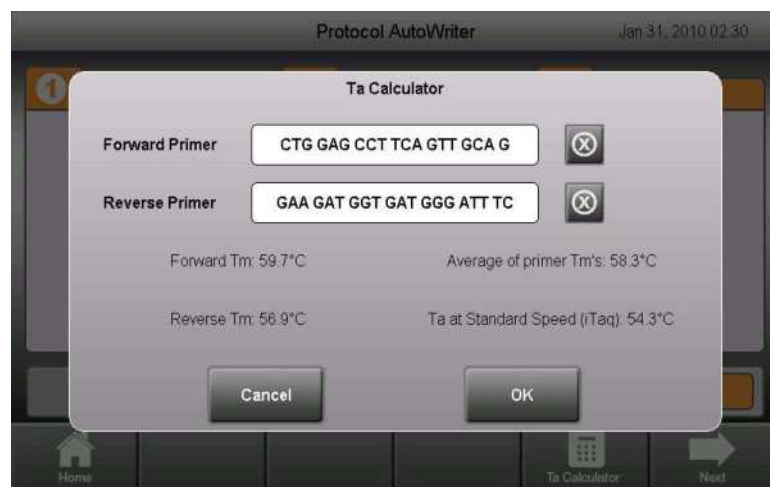 Protocol AutoWriter Jan 31, 2010 02:30
1
Ta Calculator
Forward Primer CTG GAG CCT TCA GTT GCA G X
Reverse Primer GAA GAT GGT GAT GGG ATT TC X
Forward Tm: 59.7°C Average of primer Tm's: 58.3°C
Reverse Tm: 56.9°C Ta at Standard Speed (iTaq): 54.3°C
Cancel OK
Home Ta Calculator Next